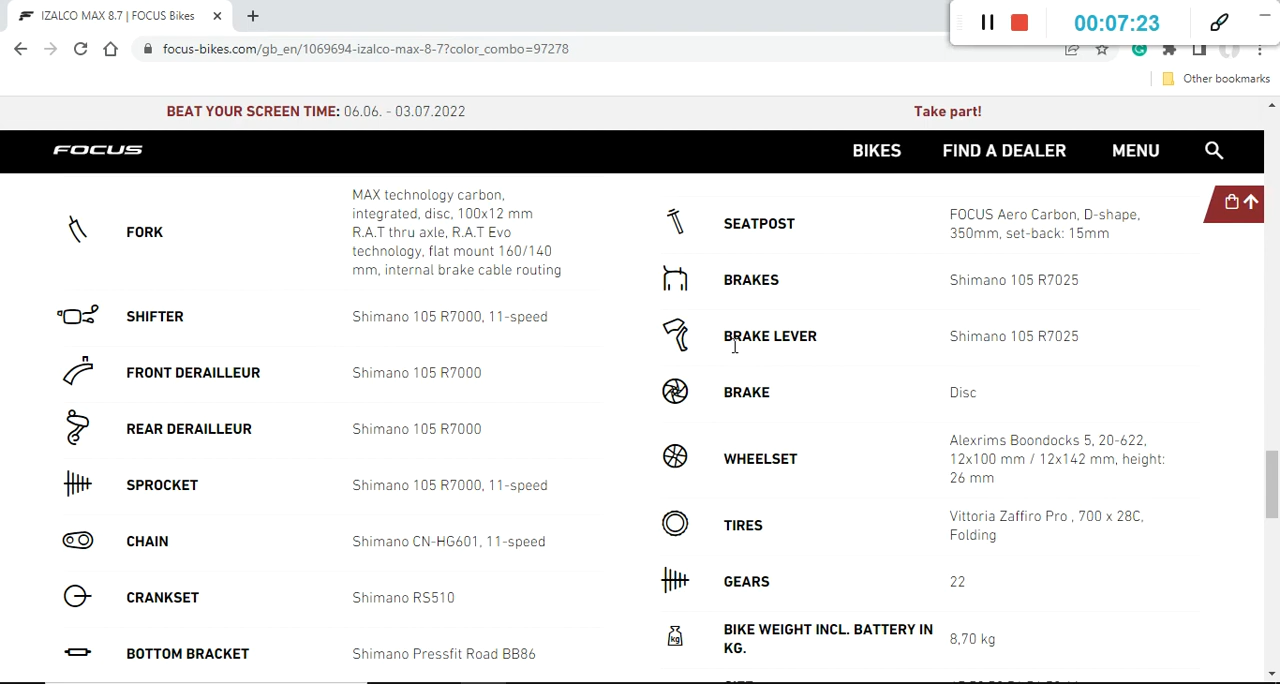 IZALCO MAX 8.7 | FOCUS Bikes
00:07:23
focus-bikes.com/gb_en/1069694-izalco-max-8-7?color_combo=97278
Other bookmarks
BEAT YOUR SCREEN TIME: 06.06. - 03.07.2022
Take part!
FOCUS
BIKES
FIND A DEALER
MENU
FORK
MAX technology carbon,
integrated, disc, 100x12 mm
R.A.T thru axle, R.A.T Evo
technology, flat mount 160/140
mm, internal brake cable routing
SHIFTER
Shimano 105 R7000, 11-speed
FRONT DERAILLEUR
Shimano 105 R7000
REAR DERAILLEUR
Shimano 105 R7000
SPROCKET
Shimano 105 R7000, 11-speed
CHAIN
Shimano CN-HG601, 11-speed
CRANKSET
Shimano RS510
BOTTOM BRACKET
Shimano Pressfit Road BB86
SEATPOST
FOCUS Aero Carbon, D-shape,
350mm, set-back: 15mm
BRAKES
Shimano 105 R7025
BRAKE LEVER
Shimano 105 R7025
BRAKE
Disc
WHEELSET
Alexrims Boondocks 5, 20-622,
12x100 mm / 12x142 mm, height:
26 mm
TIRES
Vittoria Zaffiro Pro , 700 x 28C,
Folding
GEARS
22
BIKE WEIGHT INCL. BATTERY IN
KG.
kg
8,70 kg